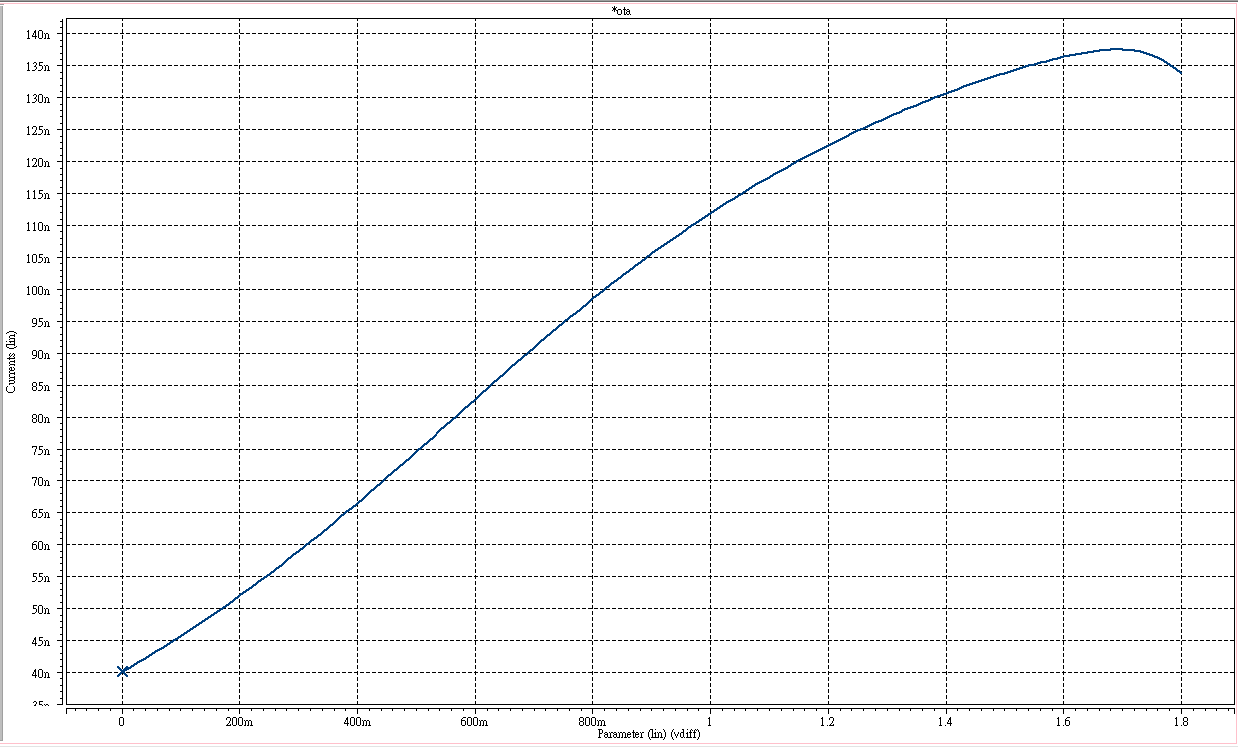 *ota
140n
135n
130n
125n
120n
115n
110n
105n
100n
95n
90n
85n
80n
75n
70n
65n
60n
55n
50n
45n
40n
35n
Currents (lin)
0 200m 400m 600m 800m 1 1.2 1.4 1.6 1.8
Parameter (lin) (vdiff)